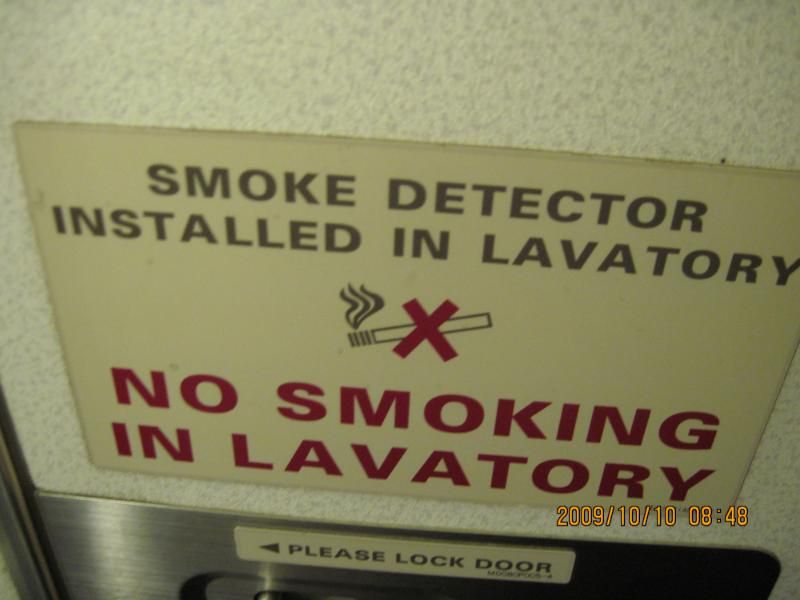 SMOKE DETECTOR
INSTALLED IN LAVATORY
NO SMOKING
IN LAVATORY
2009/10/10 08:48
PLEASE LOCK DOOR